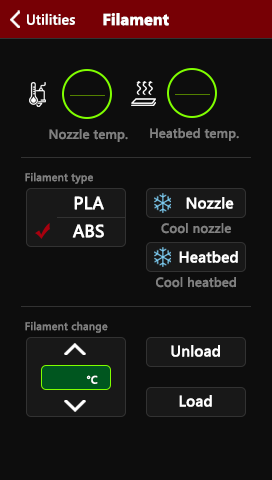 Utilities Filament
Nozzle temp. Heatbed temp.
Filament type
PLA
ABS
Nozzle
Cool nozzle
Heatbed
Cool heatbed
Filament change
°C
Unload
Load